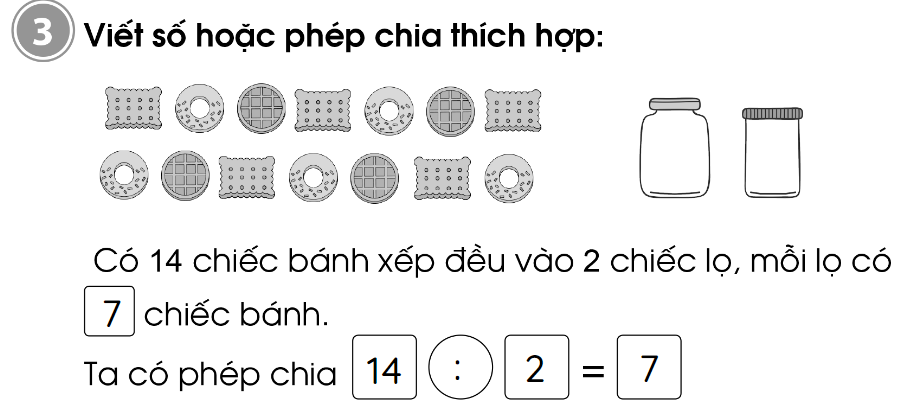 3 Viết số hoặc phép chia thích hợp:
Có 14 chiếc bánh xếp đều vào 2 chiếc lọ, mỗi lọ có
7 chiếc bánh.
Ta có phép chia 14 : 2 = 7